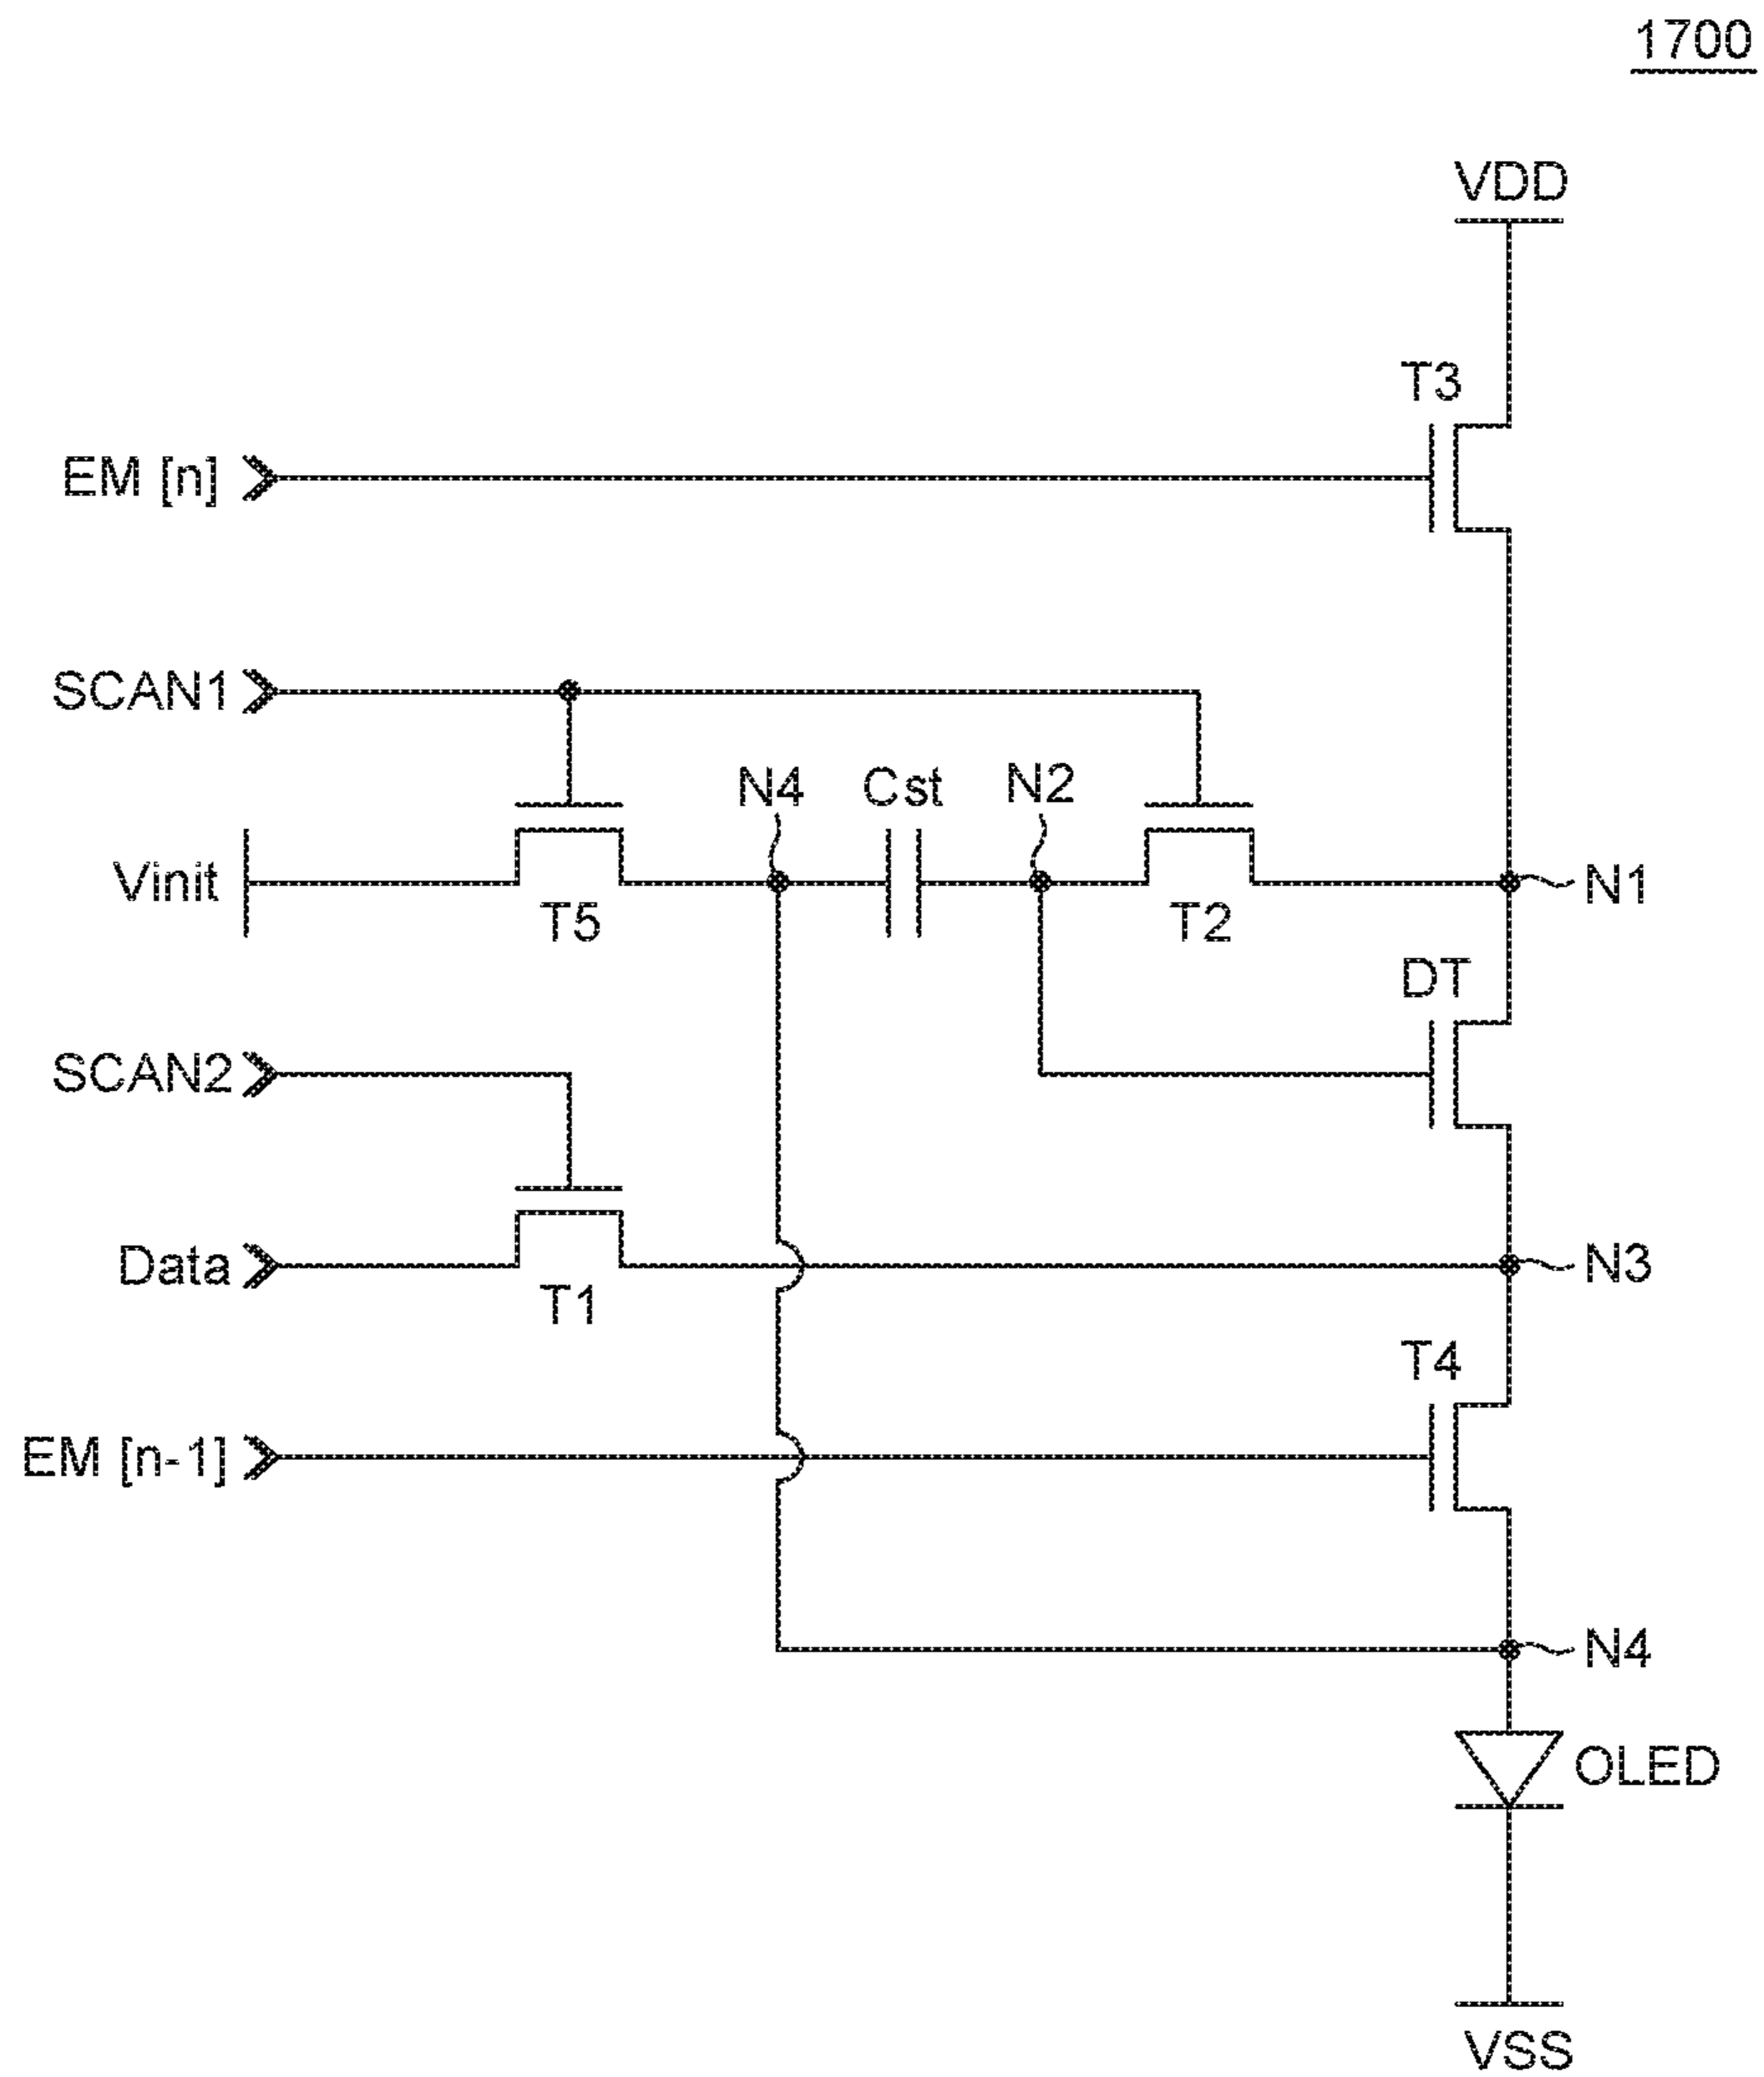 1700
VDD
T3
EM [n]
SCAN1
N4 Cst N2
Vinit
T5
T2
N1
DT
SCAN2
Data
T1
N3
T4
EM [n-1]
N4
OLED
VSS